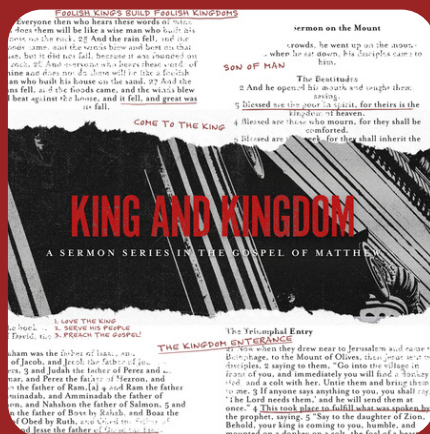 FOOLISH KINGS BUILD FOOLISH KINGDOMS
Everyone then who hears these words of mine
does them will be like a wise man who built his
on the rock. 25 And the rain fell, and the
came, and the winds blew and beat on that
but it did not fall, because it was founded on
rock. 26 And everyone who hears these words of
mine and does not do them will be like a foolish
man who built his house on the sand. 27 And the
fell, and the floods came, and the winds blew
beat against the house, and it fell, and great was
fall.
COME TO THE KING
Sermon on the Mount
crowds, he went up on the
when he sat down, his disciples came to
him.
SON OF MAN
The Beatitudes
2 And he opened his mouth and taught them,
saying:
Blessed are the poor in spirit, for theirs is the
kingdom of heaven.
4 Blessed are those who mourn, for they shall be
comforted.
Blessed are the for they shall inherit the
KING AND KINGDOM
A SERMON SERIES IN THE GOSPEL OF MATTHEW
1. LOVE THE KING
2. SERVE HIS PEOPLE
3. PREACH THE GOSPEL!
THE KINGDOM ENTERANCE
the father of
of Jacob, and Jacob the father of
3 and Judah the father of Perez and
and Perez the father of Hezron, and
the father of Ram, and Ram the father
and Amminadab the father of
and Nahshon the father of Salmon, 5 and
the father of Boaz by Rahab, and Boaz the
of Obed by Ruth, and Obed the father of
and Jesse the father of
The Triumphal Entry
Now when they drew near to Jerusalem and
Bethphage, to the Mount of Olives, then Jesus
disciples, 2 saying to them, "Go into the village in
front of you, and immediately you will find a donkey
and a colt with her. Untie them and bring them
to me. 3 If anyone says anything to you, you shall say,
'The Lord needs them,' and he will send them at
once." 4 This took place to fulfill what was spoken by
the prophet, saying, 5 "Say to the daughter of Zion,
Behold, your king is coming to you, humble, and
mounted on a donkey, on a colt, the foal of a beast